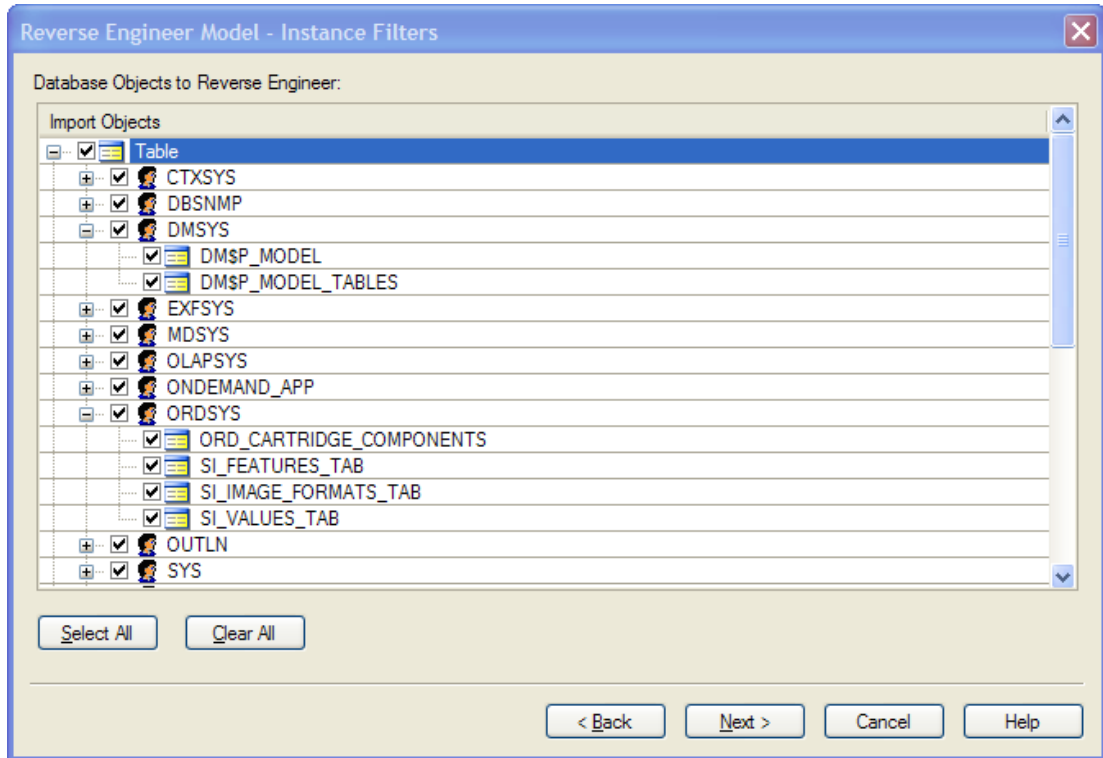 Reverse Engineer Model - Instance Filters
Database Objects to Reverse Engineer:
Import Objects
Table
CTXSYS
DBSNMP
DMSYS
DM$P_MODEL
DM$P_MODEL_TABLES
EXFSYS
MDSYS
OLAPSYS
ONDEMAND_APP
ORDSYS
ORD_CARTRIDGE_COMPONENTS
SI_FEATURES_TAB
SI_IMAGE_FORMATS_TAB
SI_VALUES_TAB
OUTLN
SYS
Select All Clear All
< Back Next > Cancel Help